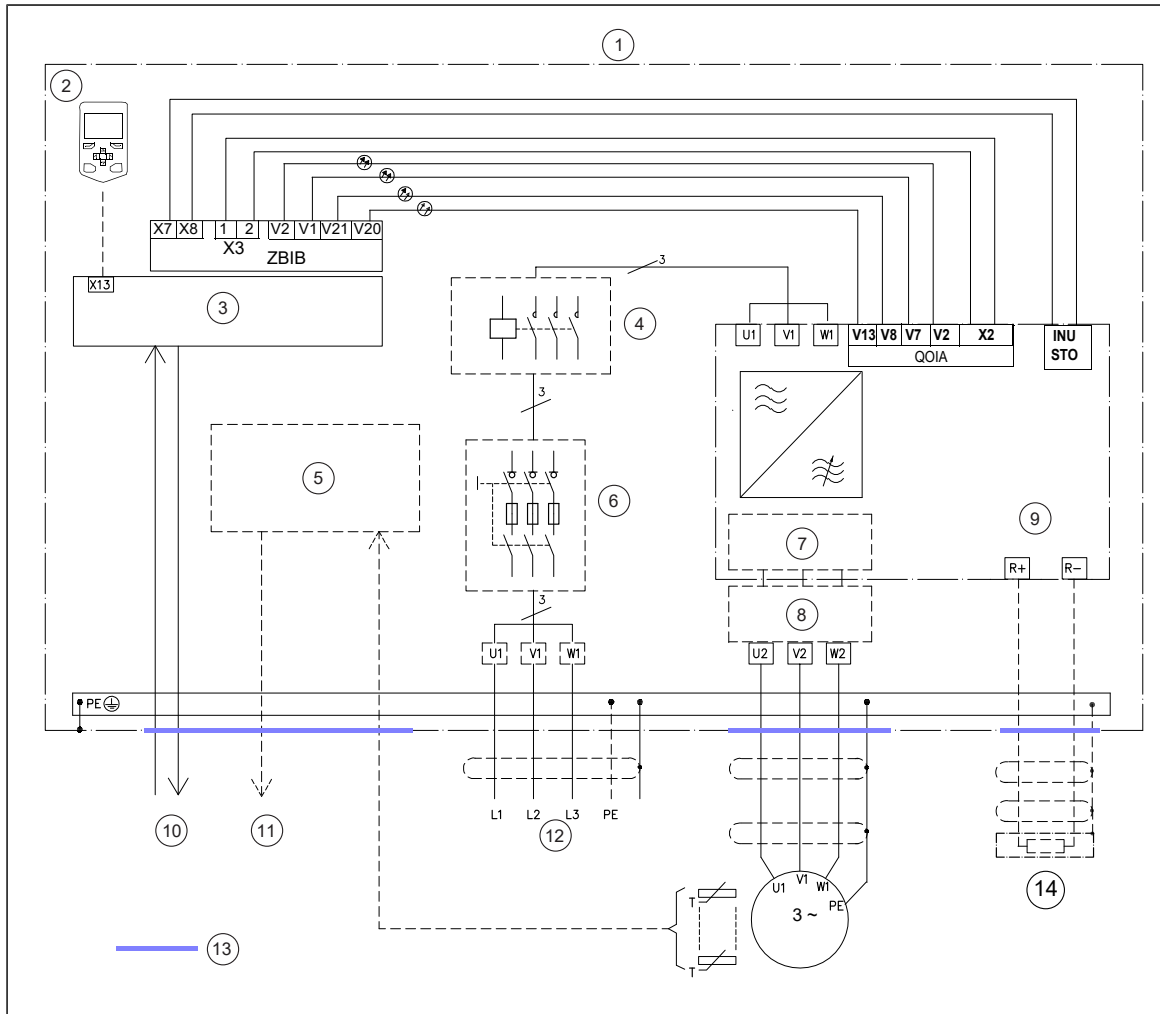 1
2
X7 X8 1 2 V2 V1 V21 V20
X3
ZBIB
X13
3
3
4
U1 V1 W1 V13 V8 V7 V2 X2
QOIA
INU
STO
3
5
6
7
9
R+ R-
8
3
U1 V1 W1
U2 V2 W2
PE
10
11
L1 L2 L3 PE
12
U1 V1 W1
PE
3 ~
T
T
14
13